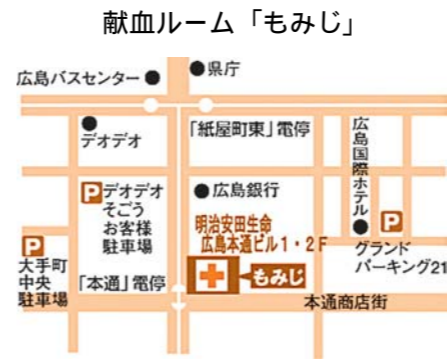 献血ルーム「もみじ」
広島バスセンター
県庁
デオデオ
「紙屋町東」電停
広島国際ホテル
P
デオデオ
そごう
お客様
駐車場
広島銀行
明治安田生命
広島本通ビル1・2F
もみじ
P
グランド
パーキング21
P
大手町
中央
駐車場
「本通」電停
本通商店街